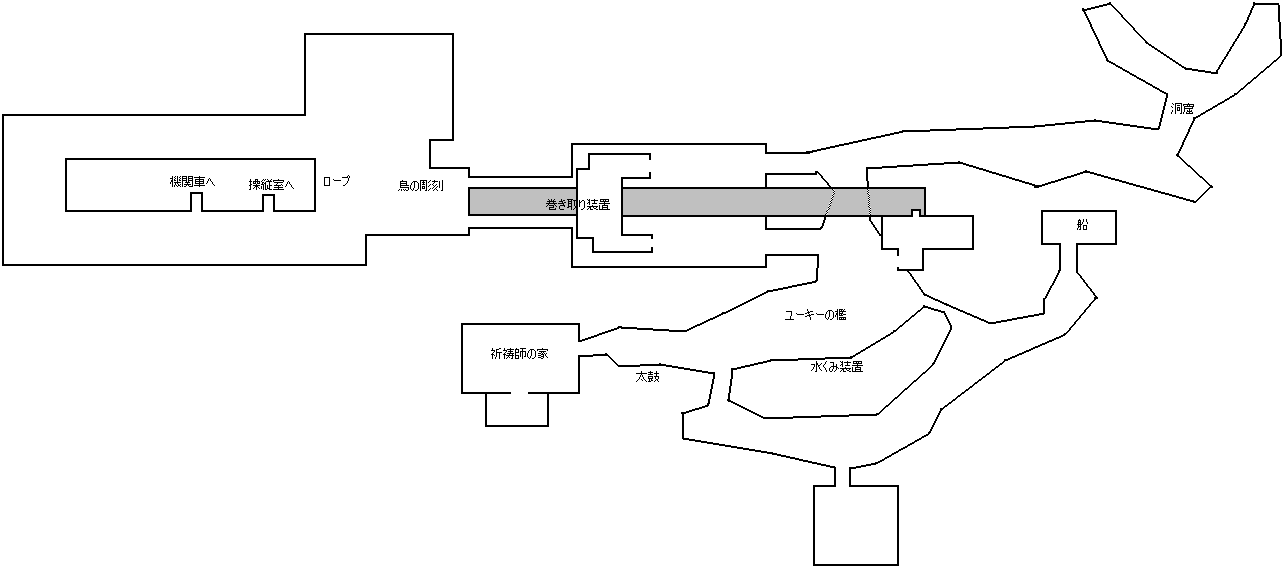 洞窟
機関車へ
操縦室へ
ロープ
鳥の彫刻
巻き取り装置
船
ユーキーの檻
祈祷師の家
太鼓
水くみ装置